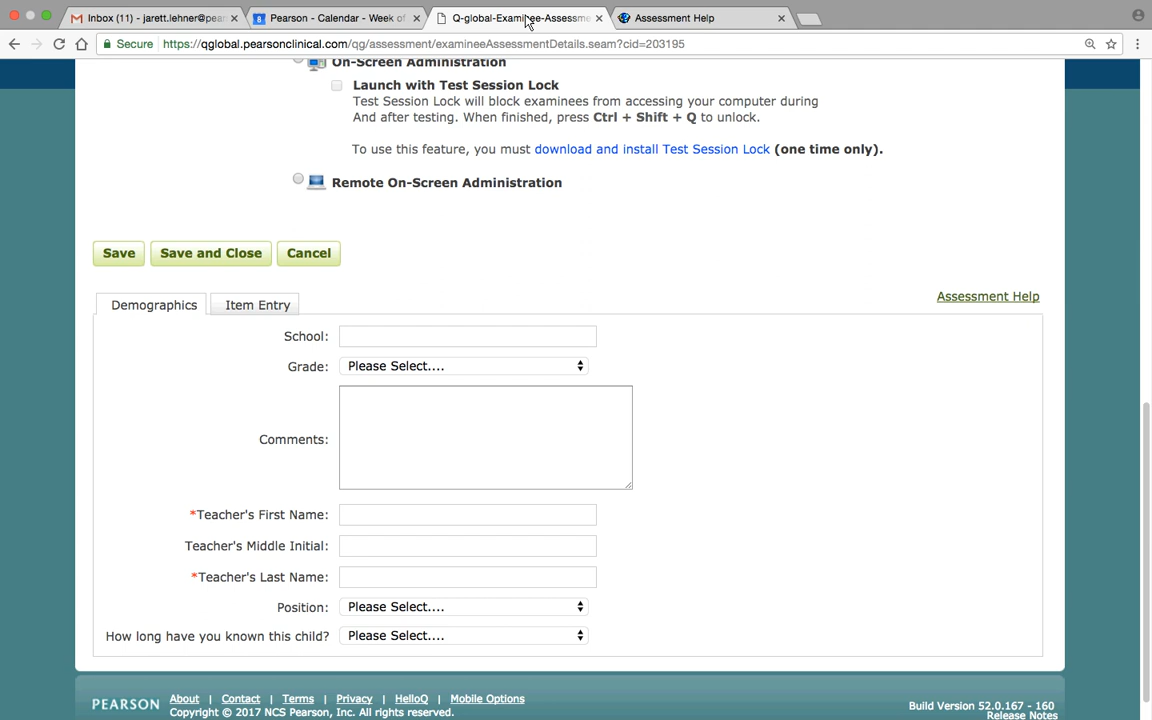 Inbox (11) - jarett.lehner@pear
Pearson - Calendar - Week of
Q-global-Examinee-Assessme
Assessment Help
Secure
https://qglobal.pearsonclinical.com/qg/assessment/examineeAssessmentDetails.seam?cid=203195
On-Screen Administration
Launch with Test Session Lock
Test Session Lock will block examinees from accessing your computer during
And after testing. When finished, press Ctrl + Shift + Q to unlock.
To use this feature, you must download and install Test Session Lock (one time only).
Remote On-Screen Administration
Save
Save and Close
Cancel
Demographics
Item Entry
Assessment Help
School:
Grade: Please Select....
Comments:
*Teacher's First Name:
Teacher's Middle Initial:
*Teacher's Last Name:
Position: Please Select....
How long have you known this child? Please Select....
PEARSON
About | Contact | Terms | Privacy | HelloQ | Mobile Options
Copyright © 2017 NCS Pearson, Inc. All rights reserved.
Build Version 52.0.167 - 160
Release Notes